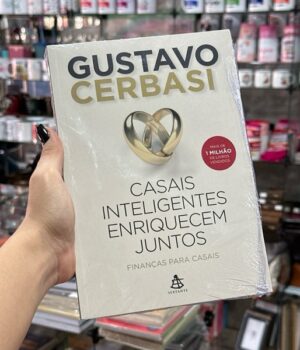 GUSTAVO
CERBASI
MAIS DE
1 MILHÃO
DE LIVROS
VENDIDOS
CASAIS
INTELIGENTES
ENRIQUECEM
JUNTOS
FINANÇAS PARA CASAIS
SEXTANTE